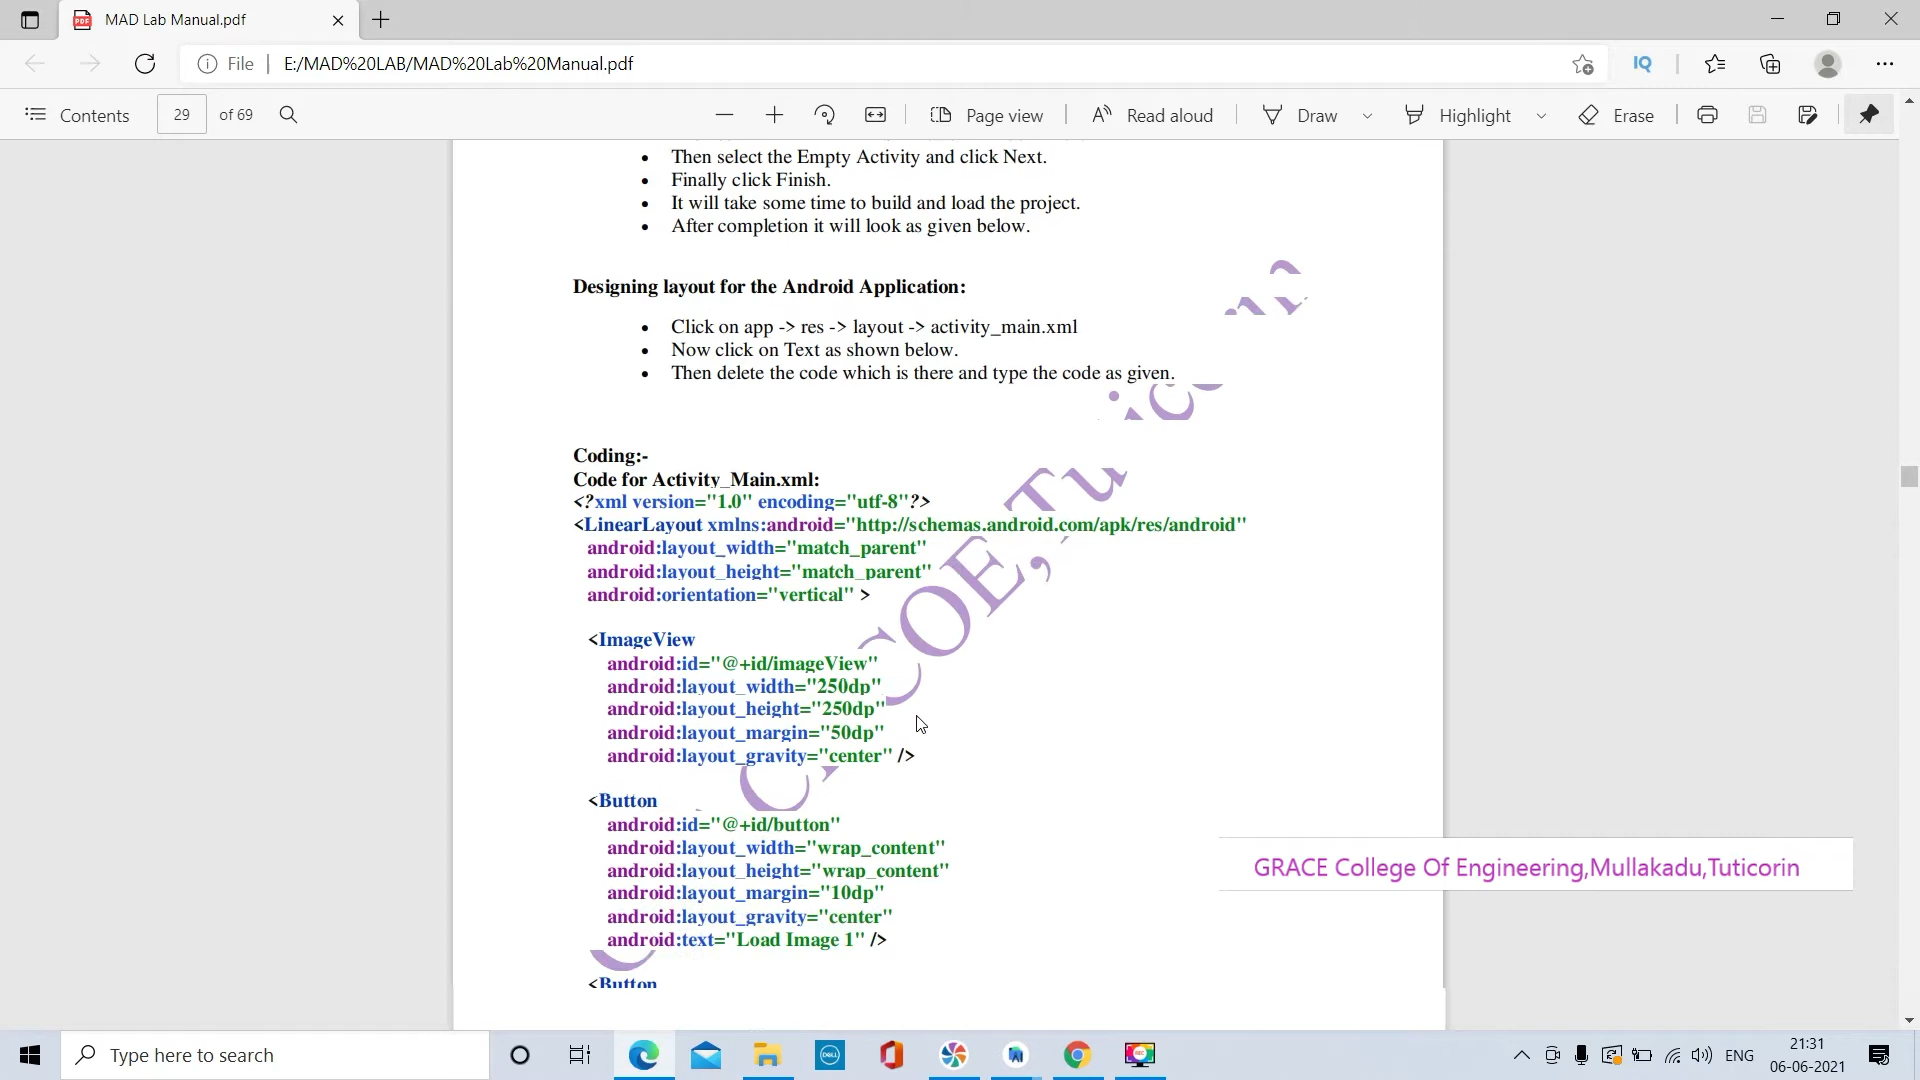 MAD Lab Manual.pdf
File
E:/MAD%20LAB/MAD%20Lab%20Manual.pdf
IQ
Contents
29
of 69
Page view
Read aloud
Draw
Highlight
Erase
• Then select the Empty Activity and click Next.
• Finally click Finish.
• It will take some time to build and load the project.
• After completion it will look as given below.
Designing layout for the Android Application:
• Click on app -> res -> layout -> activity_main.xml
• Now click on Text as shown below.
• Then delete the code which is there and type the code as given.
Coding:-
Code for Activity_Main.xml:
<?xml version="1.0" encoding="utf-8"?>
<LinearLayout xmlns:android="http://schemas.android.com/apk/res/android"
android:layout_width="match_parent"
android:layout_height="match_parent"
android:orientation="vertical" >
<ImageView
android:id="@+id/imageView"
android:layout_width="250dp"
android:layout_height="250dp"
android:layout_margin="50dp"
android:layout_gravity="center" />
<Button
android:id="@+id/button"
android:layout_width="wrap_content"
android:layout_height="wrap_content"
android:layout_margin="10dp"
android:layout_gravity="center"
android:text="Load Image 1" />
<Button
GRACE College Of Engineering,Mullakadu,Tuticorin
Type here to search
DELL
ENG
21:31
06-06-2021